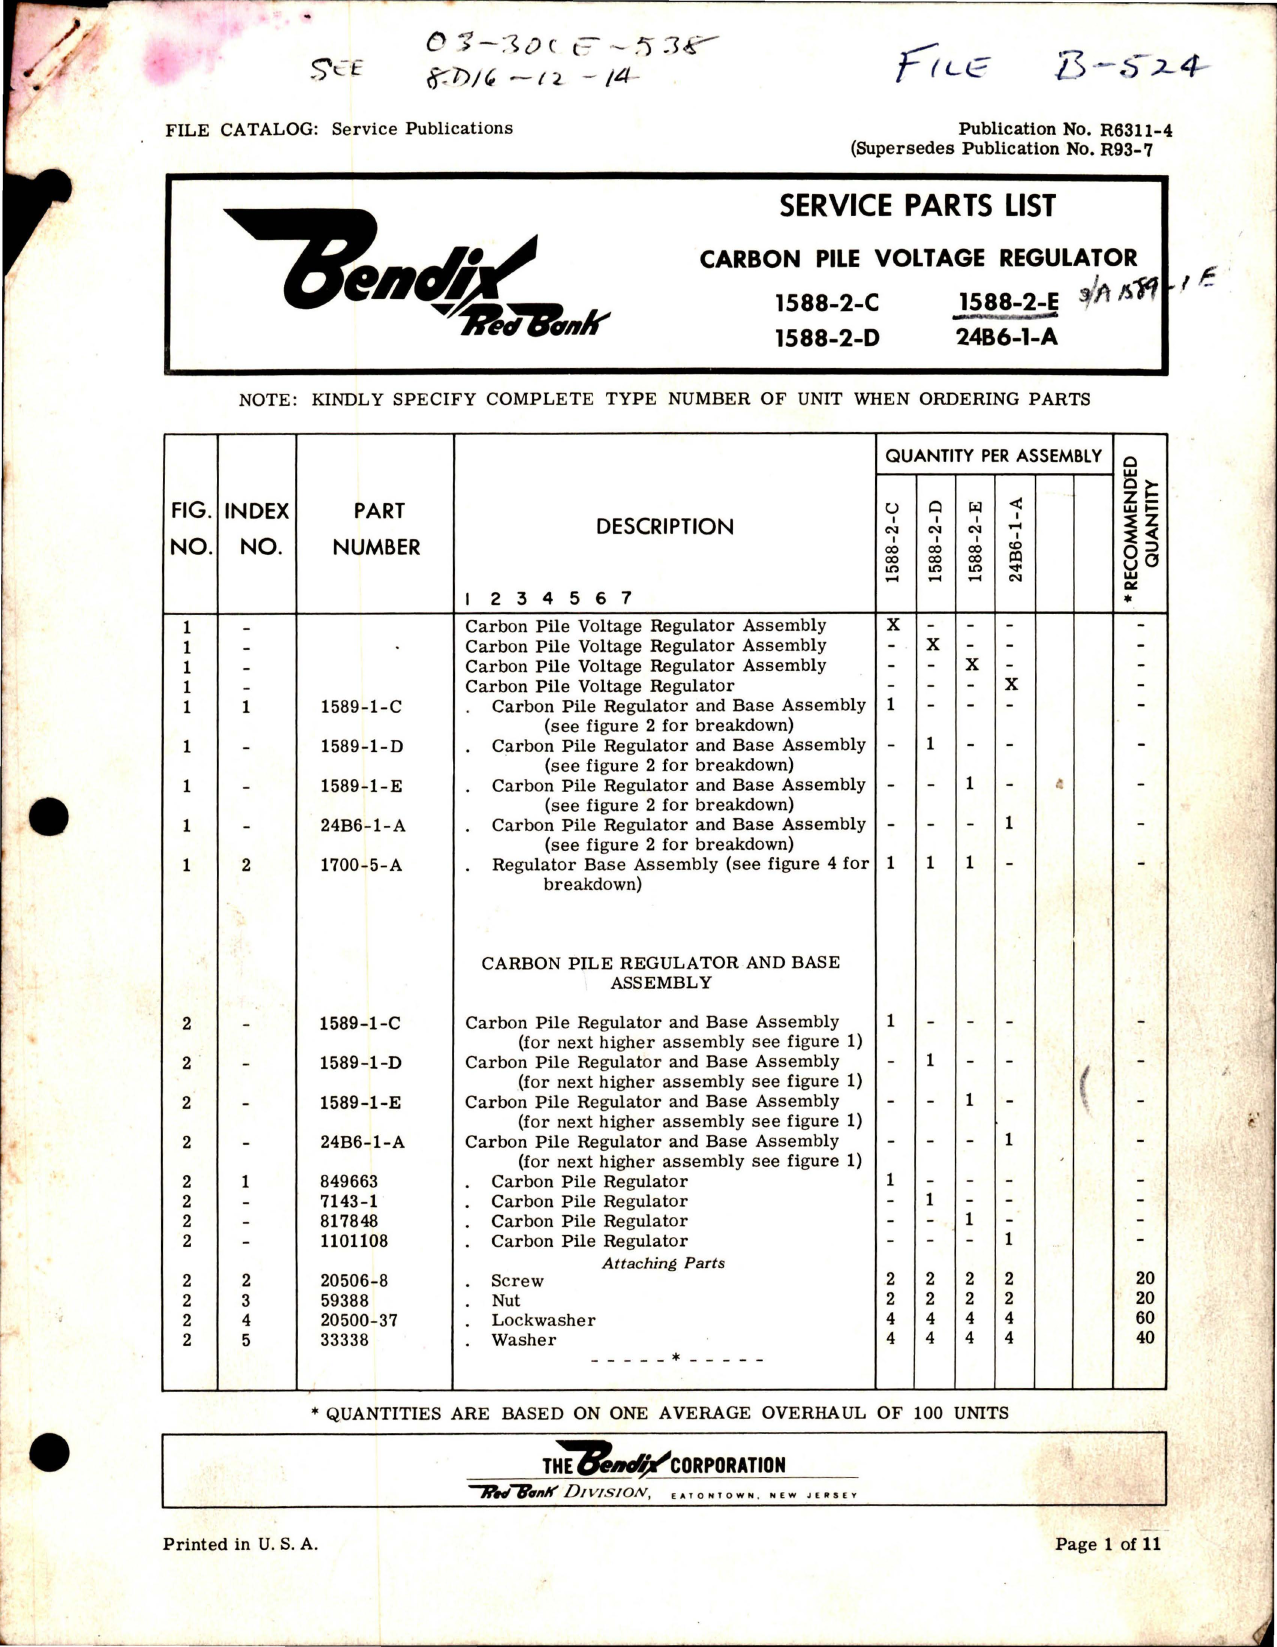 03-30CE-538
SEE 8D16-12-14
FILE B-524
FILE CATALOG: Service Publications
Publication No. R6311-4
(Supersedes Publication No. R93-7
Bendix
Red Bank
SERVICE PARTS LIST
CARBON PILE VOLTAGE REGULATOR
1588-2-C 1588-2-E S/A 1589-1E
1588-2-D 24B6-1-A
NOTE: KINDLY SPECIFY COMPLETE TYPE NUMBER OF UNIT WHEN ORDERING PARTS
FIG. NO. INDEX NO. PART NUMBER DESCRIPTION QUANTITY PER ASSEMBLY *RECOMMENDED QUANTITY
1 2 3 4 5 6 7 1588-2-C 1588-2-D 1588-2-E 24B6-1-A
1 - Carbon Pile Voltage Regulator Assembly X - - - -
1 - Carbon Pile Voltage Regulator Assembly - X - - -
1 - Carbon Pile Voltage Regulator Assembly - - X - -
1 - Carbon Pile Voltage Regulator - - - X -
1 1 1589-1-C . Carbon Pile Regulator and Base Assembly 1 - - - -
(see figure 2 for breakdown)
1 - 1589-1-D . Carbon Pile Regulator and Base Assembly - 1 - - -
(see figure 2 for breakdown)
1 - 1589-1-E . Carbon Pile Regulator and Base Assembly - - 1 - -
(see figure 2 for breakdown)
1 - 24B6-1-A . Carbon Pile Regulator and Base Assembly - - - 1 -
(see figure 2 for breakdown)
1 2 1700-5-A . Regulator Base Assembly (see figure 4 for 1 1 1 - -
breakdown)
CARBON PILE REGULATOR AND BASE
ASSEMBLY
2 - 1589-1-C Carbon Pile Regulator and Base Assembly 1 - - - -
(for next higher assembly see figure 1)
2 - 1589-1-D Carbon Pile Regulator and Base Assembly - 1 - - -
(for next higher assembly see figure 1)
2 - 1589-1-E Carbon Pile Regulator and Base Assembly - - 1 - -
(for next higher assembly see figure 1)
2 - 24B6-1-A Carbon Pile Regulator and Base Assembly - - - 1 -
(for next higher assembly see figure 1)
2 1 849663 . Carbon Pile Regulator 1 - - - -
2 - 7143-1 . Carbon Pile Regulator - 1 - - -
2 - 817848 . Carbon Pile Regulator - - 1 - -
2 - 1101108 . Carbon Pile Regulator - - - 1 -
Attaching Parts
2 2 20506-8 . Screw 2 2 2 2 20
2 3 59388 . Nut 2 2 2 2 20
2 4 20500-37 . Lockwasher 4 4 4 4 60
2 5 33338 . Washer 4 4 4 4 40
- - - - - * - - - - -
* QUANTITIES ARE BASED ON ONE AVERAGE OVERHAUL OF 100 UNITS
THE Bendix CORPORATION
Red Bank DIVISION, EATONTOWN, NEW JERSEY
Printed in U. S. A.
Page 1 of 11